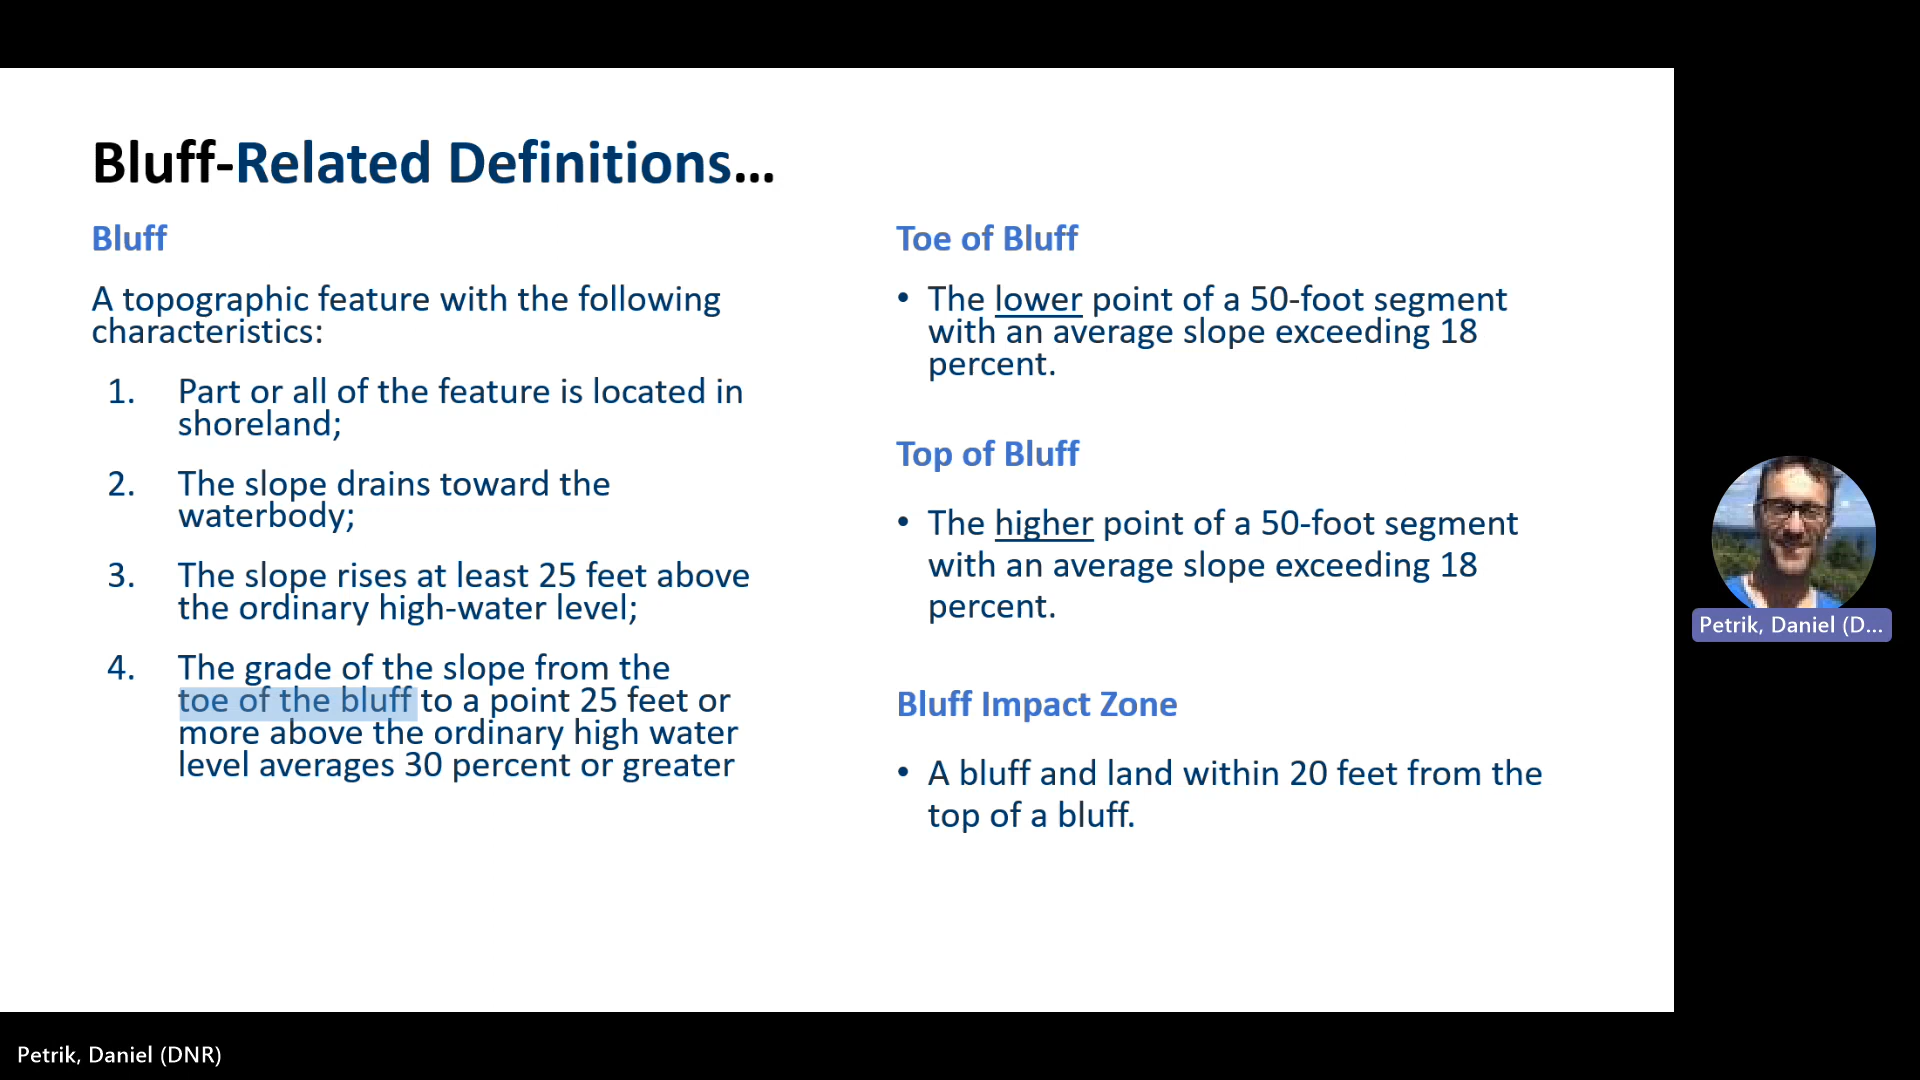 Bluff-Related Definitions...
Bluff
A topographic feature with the following
characteristics:
1. Part or all of the feature is located in
shoreland;
2. The slope drains toward the
waterbody;
3. The slope rises at least 25 feet above
the ordinary high-water level;
4. The grade of the slope from the
toe of the bluff to a point 25 feet or
more above the ordinary high water
level averages 30 percent or greater
Toe of Bluff
• The lower point of a 50-foot segment
with an average slope exceeding 18
percent.
Top of Bluff
• The higher point of a 50-foot segment
with an average slope exceeding 18
percent.
Bluff Impact Zone
• A bluff and land within 20 feet from the
top of a bluff.
Petrik, Daniel (D...
Petrik, Daniel (DNR)